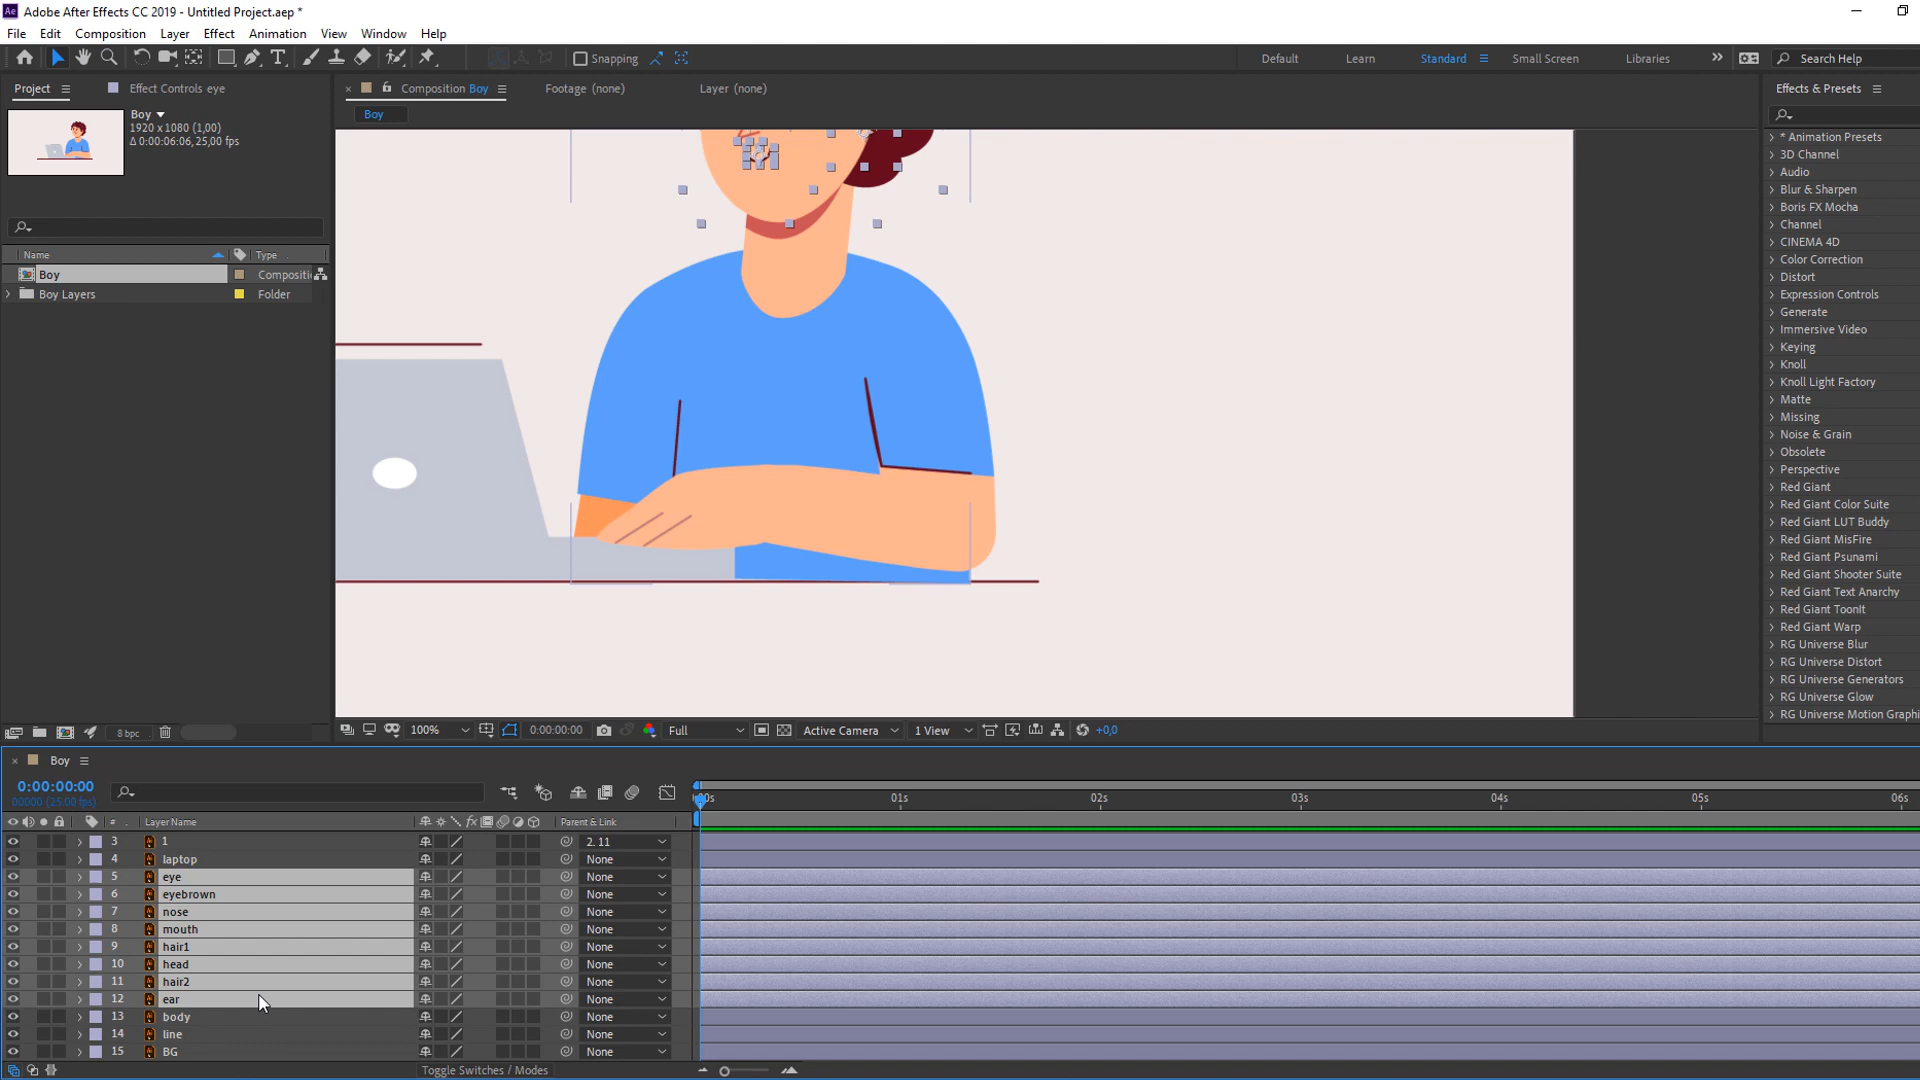 Adobe After Effects CC 2019 - Untitled Project.aep *
File Edit Composition Layer Effect Animation View Window Help
Snapping
Default Learn Standard Small Screen Libraries Search Help
Project Effect Controls eye
Composition Boy Footage (none) Layer (none)
Effects & Presets
Boy
1920 x 1080 (1,00)
Δ 0:00:06:06, 25,00 fps
Boy
Name Type
Boy Compositi
Boy Layers Folder
* Animation Presets
3D Channel
Audio
Blur & Sharpen
Boris FX Mocha
Channel
CINEMA 4D
Color Correction
Distort
Expression Controls
Generate
Immersive Video
Keying
Knoll
Knoll Light Factory
Matte
Missing
Noise & Grain
Obsolete
Perspective
Red Giant
Red Giant Color Suite
Red Giant LUT Buddy
Red Giant MisFire
Red Giant Psunami
Red Giant Shooter Suite
Red Giant Text Anarchy
Red Giant ToonIt
Red Giant Warp
RG Universe Blur
RG Universe Distort
RG Universe Generators
RG Universe Glow
RG Universe Motion Graphi
8 bpc
100% 0:00:00:00 Full Active Camera 1 View +0,0
Boy
0:00:00:00
00000 (25.00 fps)
00s 01s 02s 03s 04s 05s 06s
# Layer Name Parent & Link
3 1 2. 11
4 laptop None
5 eye None
6 eyebrown None
7 nose None
8 mouth None
9 hair1 None
10 head None
11 hair2 None
12 ear None
13 body None
14 line None
15 BG None
Toggle Switches / Modes